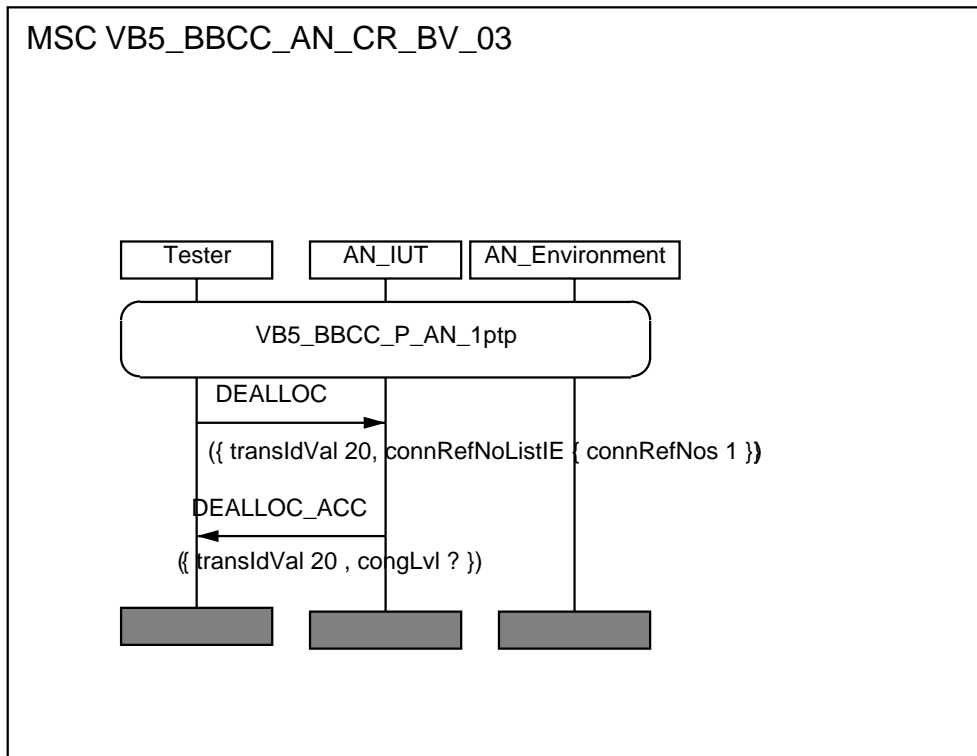 MSC VB5_BBCC_AN_CR_BV_03
Tester AN_IUT AN_Environment
VB5_BBCC_P_AN_1ptp
DEALLOC
({ transIdVal 20, connRefNoListIE { connRefNos 1 }})
DEALLOC_ACC
({ transIdVal 20 , congLvl ? })